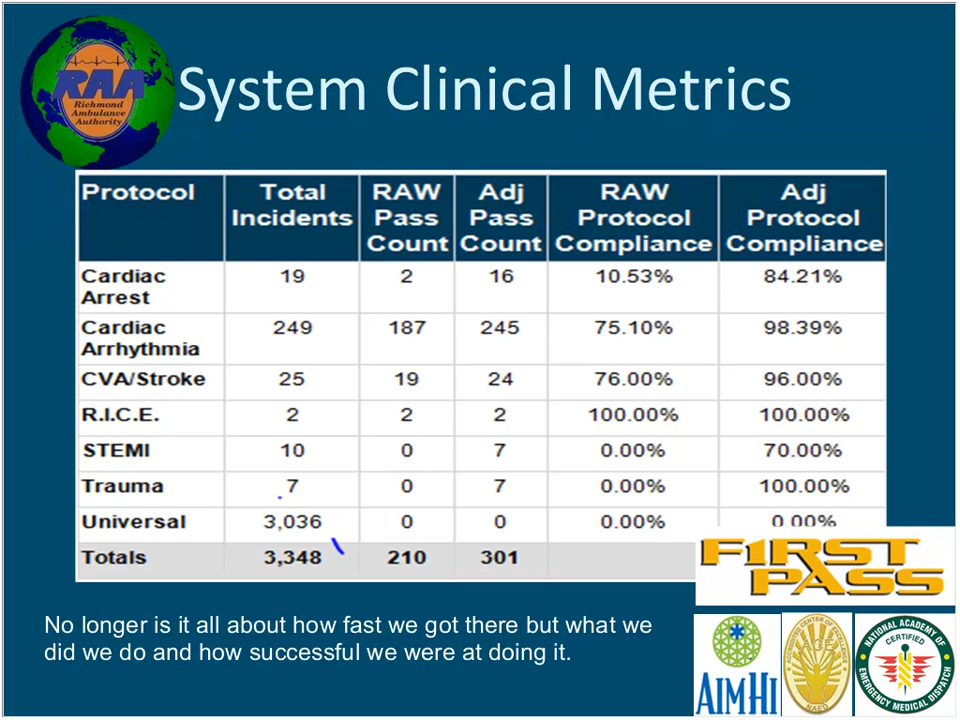 RAA
Richmond
Ambulance
Authority
System Clinical Metrics
Protocol Total Incidents RAW Pass Count Adj Pass Count RAW Protocol Compliance Adj Protocol Compliance
Cardiac Arrest 19 2 16 10.53% 84.21%
Cardiac Arrhythmia 249 187 245 75.10% 98.39%
CVA/Stroke 25 19 24 76.00% 96.00%
R.I.C.E. 2 2 2 100.00% 100.00%
STEMI 10 0 7 0.00% 70.00%
Trauma 7 0 7 0.00% 100.00%
Universal 3,036 0 0 0.00% 0.00%
Totals 3,348 210 301
F1RST
PASS
No longer is it all about how fast we got there but what we
did we do and how successful we were at doing it.
AIMHI
ACCREDITED CENTER OF EXCELLENCE
ACE
NAED
NATIONAL ACADEMY OF
CERTIFIED
EMERGENCY MEDICAL DISPATCH